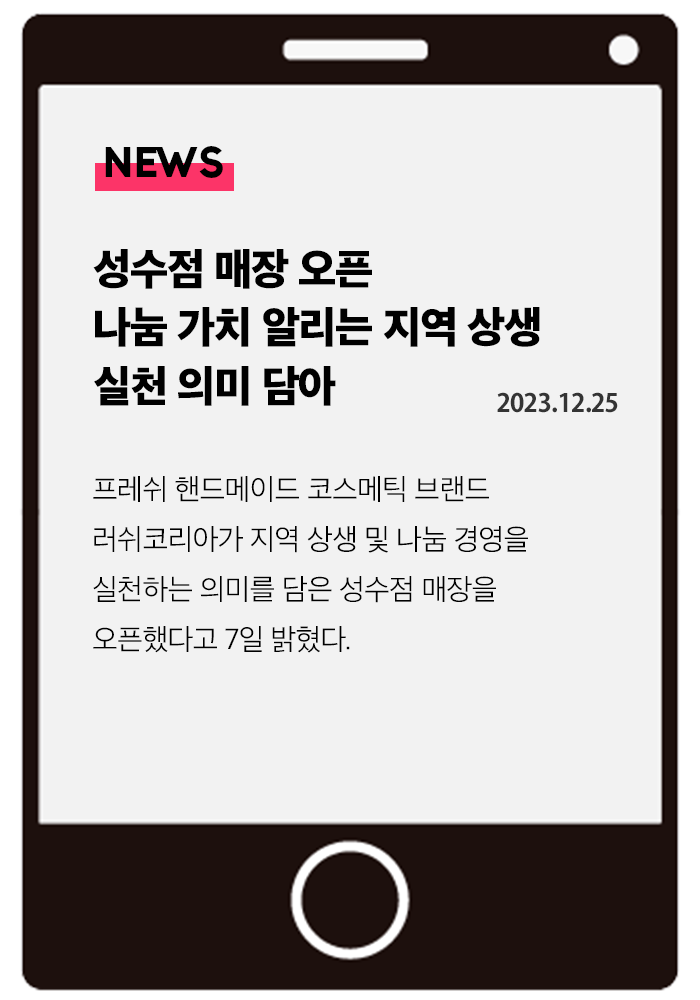 NEWS
성수점 매장 오픈
나눔 가치 알리는 지역 상생
실천 의미 담아
2023.12.25
프레쉬 핸드메이드 코스메틱 브랜드
러쉬코리아가 지역 상생 및 나눔 경영을
실천하는 의미를 담은 성수점 매장을
오픈했다고 7일 밝혔다.